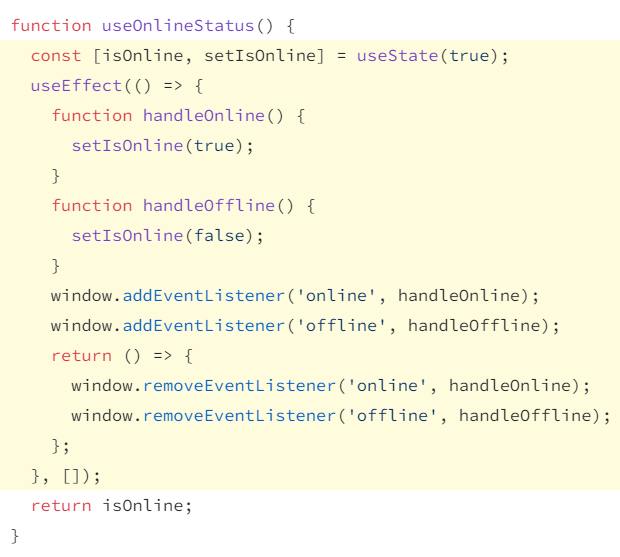 function useOnlineStatus() {
  const [isOnline, setIsOnline] = useState(true);
  useEffect(() => {
    function handleOnline() {
      setIsOnline(true);
    }
    function handleOffline() {
      setIsOnline(false);
    }
    window.addEventListener('online', handleOnline);
    window.addEventListener('offline', handleOffline);
    return () => {
      window.removeEventListener('online', handleOnline);
      window.removeEventListener('offline', handleOffline);
    };
  }, []);
  return isOnline;
}